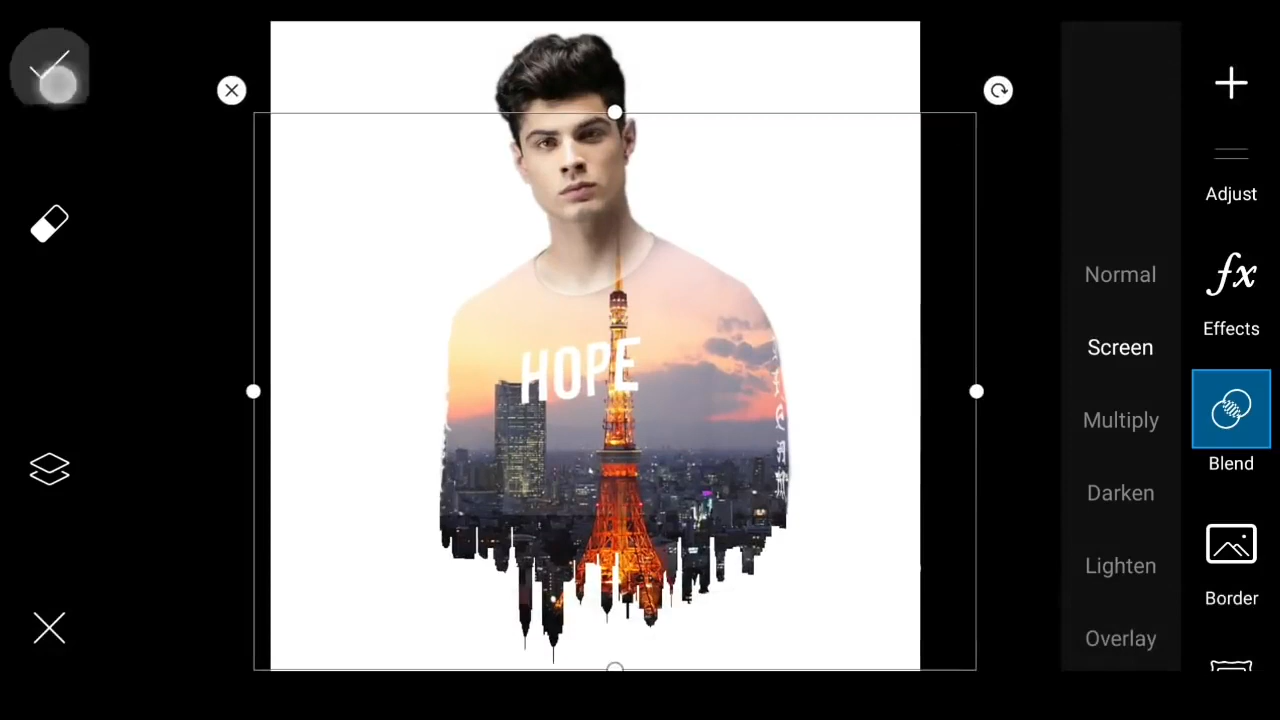 Adjust
Normal
Effects
Screen
HOPE
Multiply
Blend
Darken
Lighten
Border
Overlay